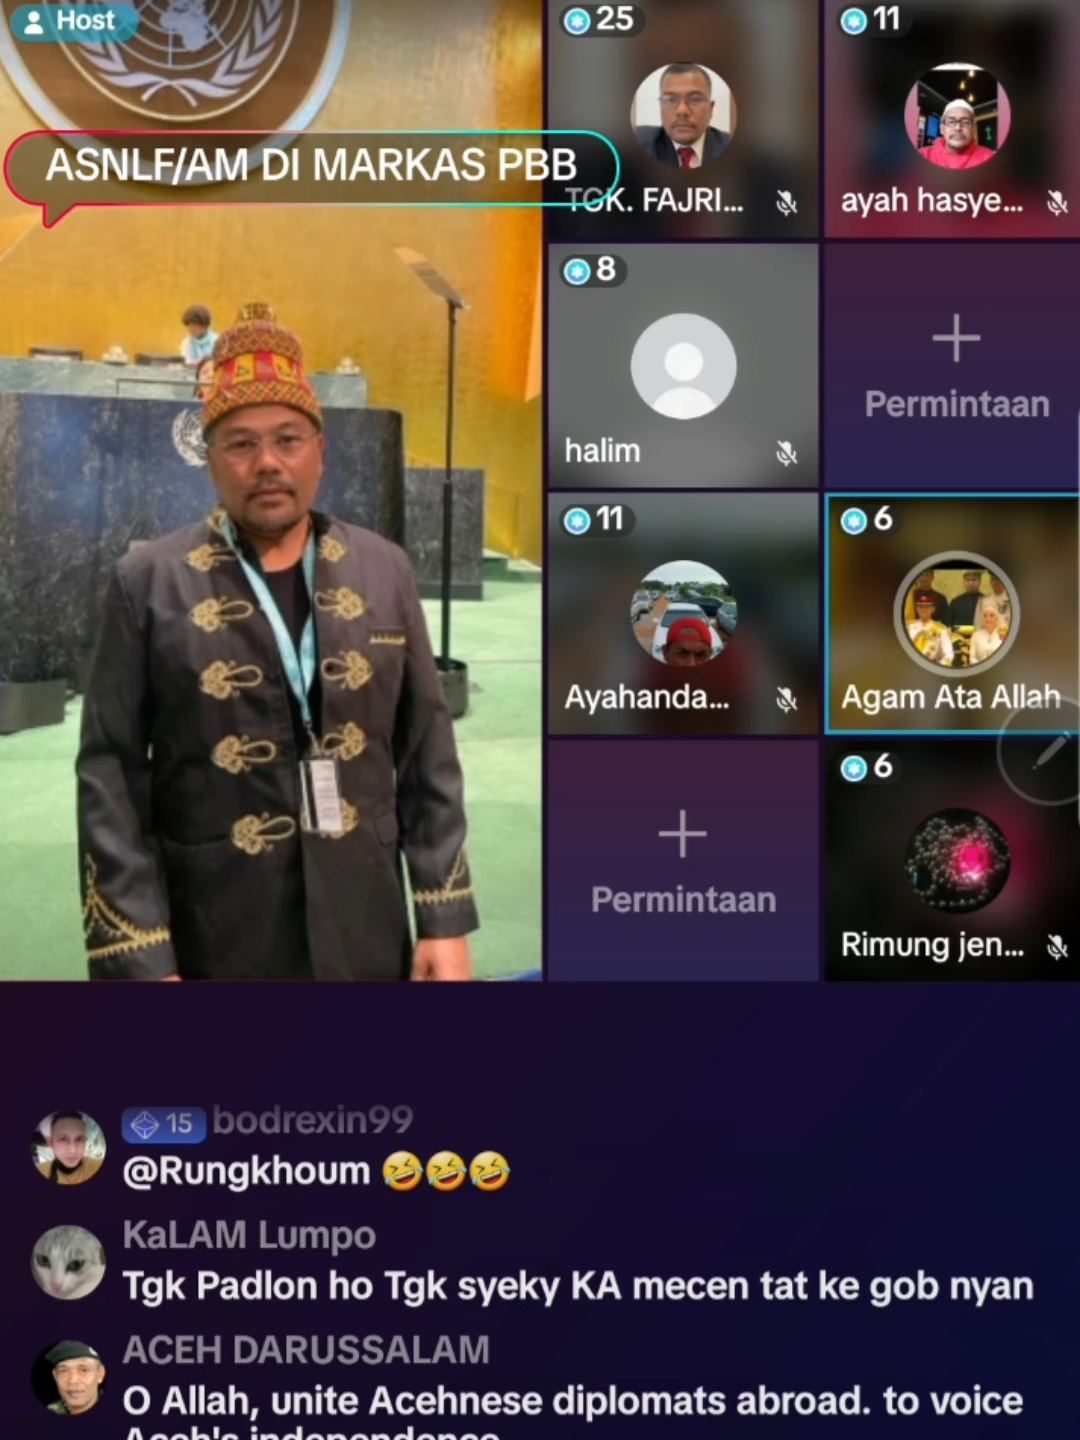 Host
25
11
ASNLF/AM DI MARKAS PBB
TGK. FAJRI...
ayah hasye...
8
halim
Permintaan
11
6
Ayahanda...
Agam Ata Allah
6
Permintaan
Rimung jen...
15 bodrexin99
@Rungkhoum 🤣🤣🤣
KaLAM Lumpo
Tgk Padlon ho Tgk syeky KA mecen tat ke gob nyan
ACEH DARUSSALAM
O Allah, unite Acehnese diplomats abroad. to voice
Aceh's independence